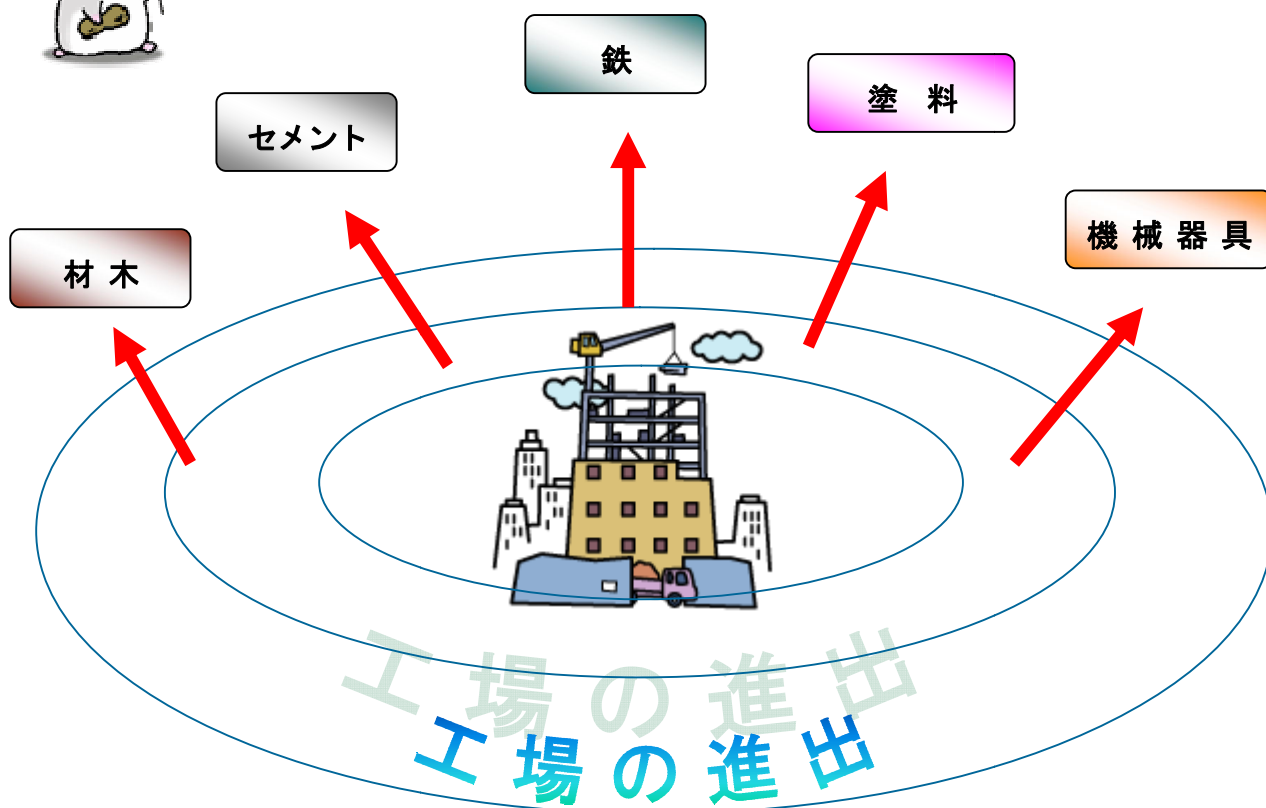 鉄
塗 料
セメント
機 械 器 具
材 木
工 場 の 進 出
工 場 の 進 出